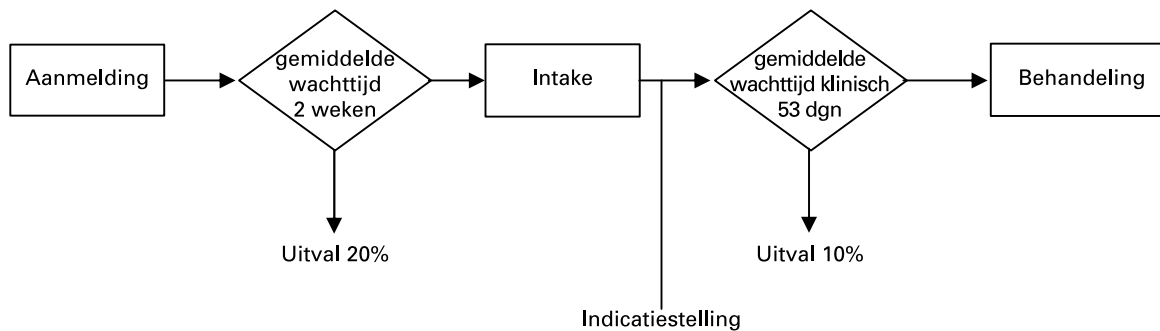 Aanmelding
gemiddelde
wachttijd
2 weken
Intake
gemiddelde
wachttijd klinisch
53 dgn
Behandeling
Uitval 20%
Uitval 10%
Indicatiestelling